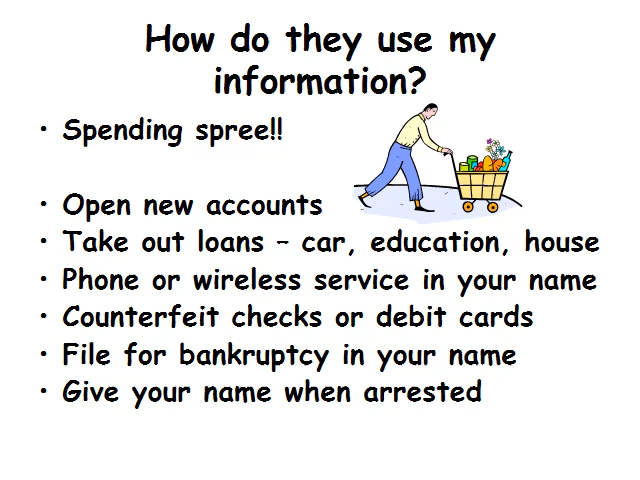 How do they use my
information?
• Spending spree!!
• Open new accounts
• Take out loans – car, education, house
• Phone or wireless service in your name
• Counterfeit checks or debit cards
• File for bankruptcy in your name
• Give your name when arrested